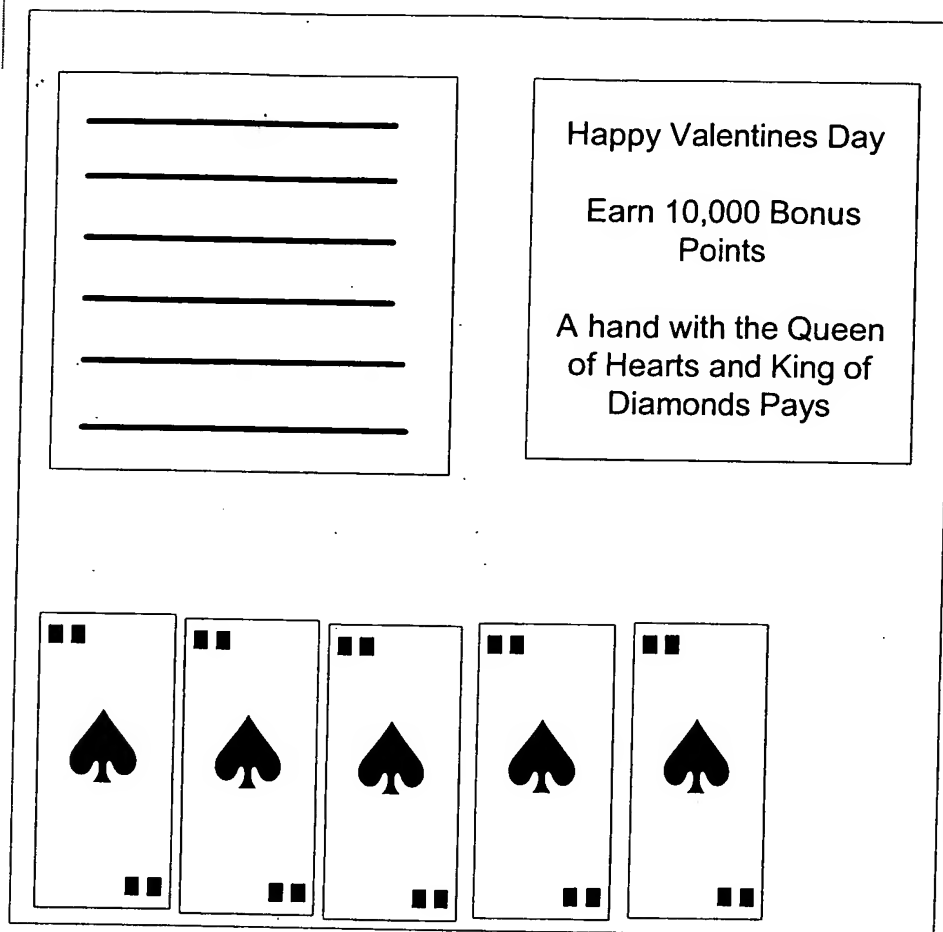 Happy Valentines Day
Earn 10,000 Bonus
Points
A hand with the Queen
of Hearts and King of
Diamonds Pays